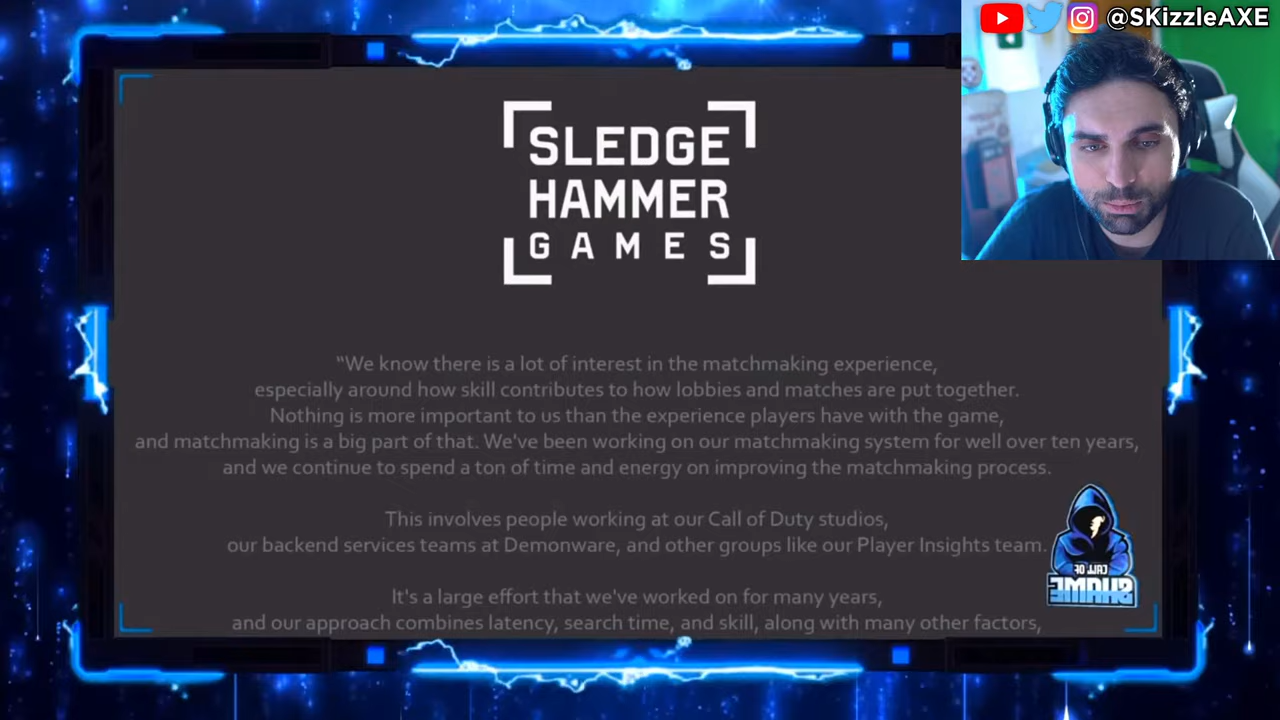 @SKizzleAXE
SLEDGE
HAMMER
GAMES
“We know there is a lot of interest in the matchmaking experience,
especially around how skill contributes to how lobbies and matches are put together.
Nothing is more important to us than the experience players have with the game,
and matchmaking is a big part of that. We've been working on our matchmaking system for well over ten years,
and we continue to spend a ton of time and energy on improving the matchmaking process.
This involves people working at our Call of Duty studios,
our backend services teams at Demonware, and other groups like our Player Insights team.
CALL OF
SHAME
It's a large effort that we've worked on for many years,
and our approach combines latency, search time, and skill, along with many other factors,